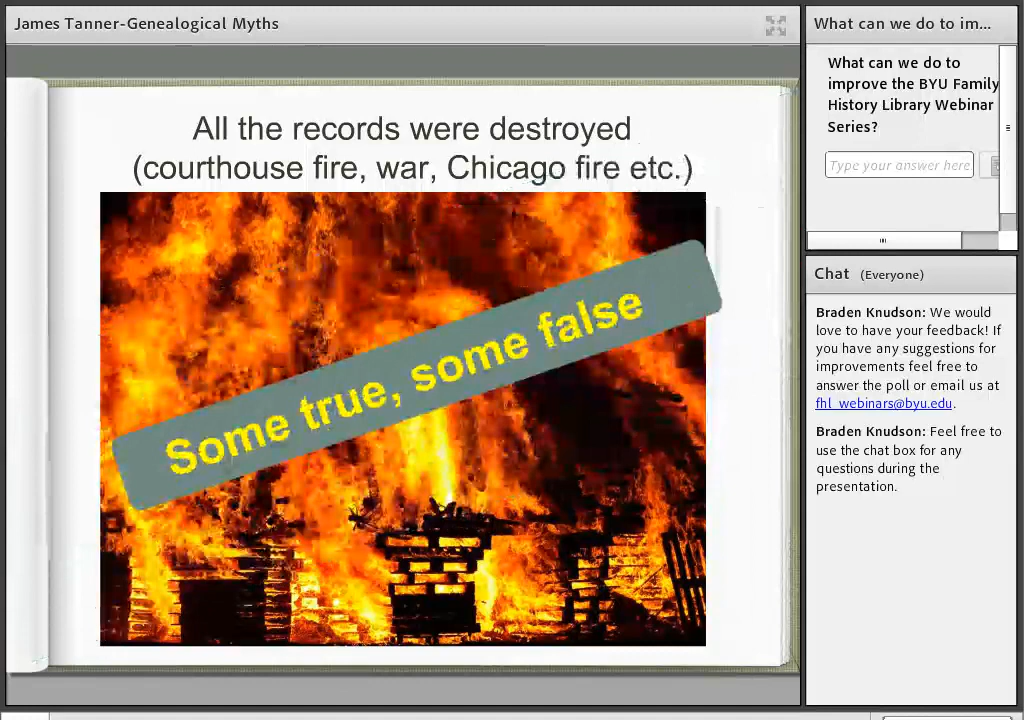 James Tanner-Genealogical Myths
All the records were destroyed
(courthouse fire, war, Chicago fire etc.)
Some true, some false
What can we do to im...
What can we do to
improve the BYU Family
History Library Webinar
Series?
Type your answer here
Chat (Everyone)
Braden Knudson: We would
love to have your feedback! If
you have any suggestions for
improvements feel free to
answer the poll or email us at
fhl_webinars@byu.edu.
Braden Knudson: Feel free to
use the chat box for any
questions during the
presentation.